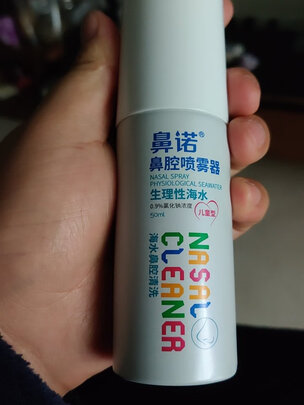 鼻诺®
鼻腔喷雾器
NASAL SPRAY
PHYSIOLOGICAL SEAWATER
生理性海水
0.9%氯化钠浓度
50ml
儿童型
NASAL
CLEANER
海水鼻腔清洗